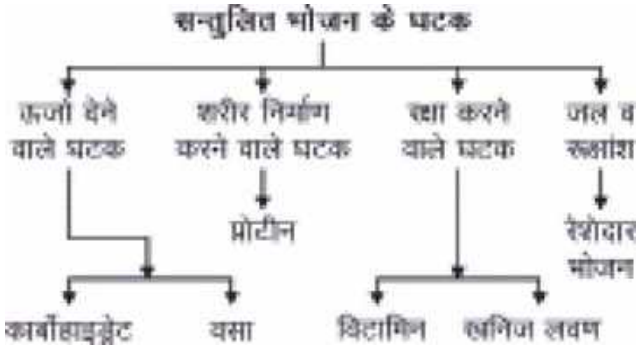 सन्तुलित भोजन के घटक
ऊर्जा देने
वाले घटक
शरीर निर्माण
करने वाले घटक
रक्षा करने
वाले घटक
जल व
रूक्षांश
प्रोटीन
रेशेदार
भोजन
कार्बोहाइड्रेट
वसा
विटामिन
खनिज लवण